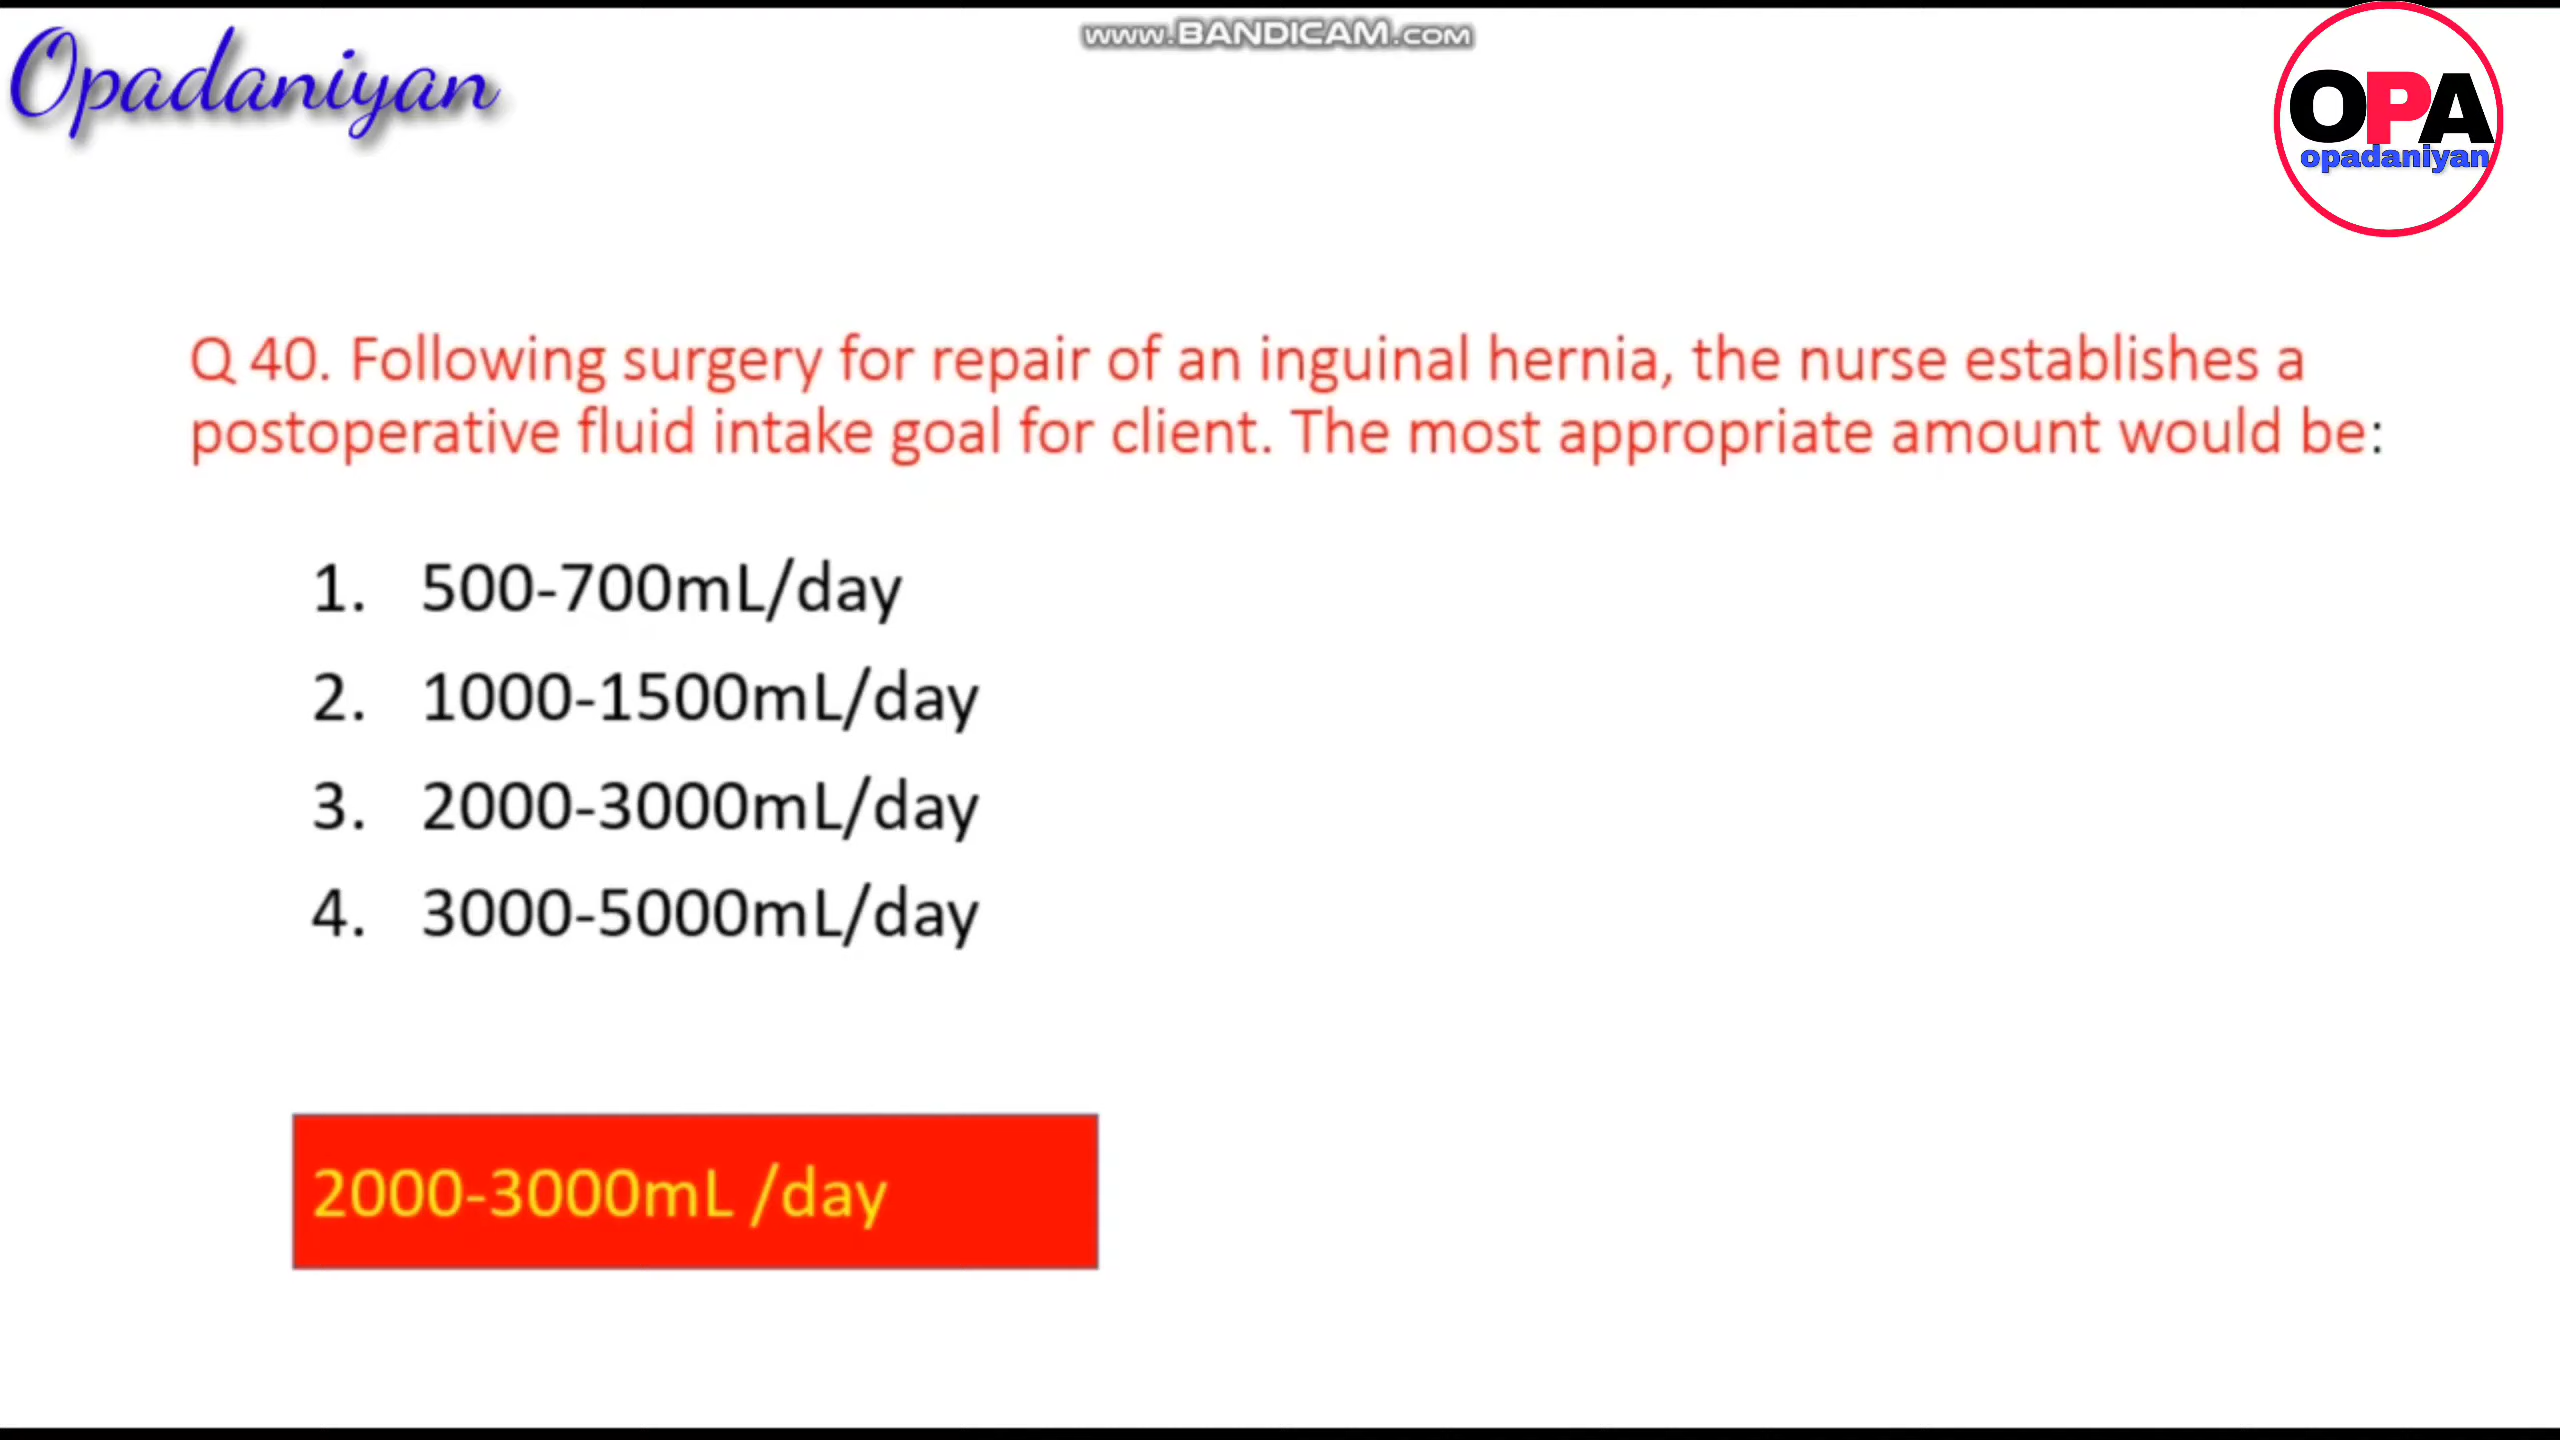 www.BANDICAM.com
Opadaniyan
OPA
opadaniyan
Q 40. Following surgery for repair of an inguinal hernia, the nurse establishes a
postoperative fluid intake goal for client. The most appropriate amount would be:
1. 500-700mL/day
2. 1000-1500mL/day
3. 2000-3000mL/day
4. 3000-5000mL/day
2000-3000mL /day